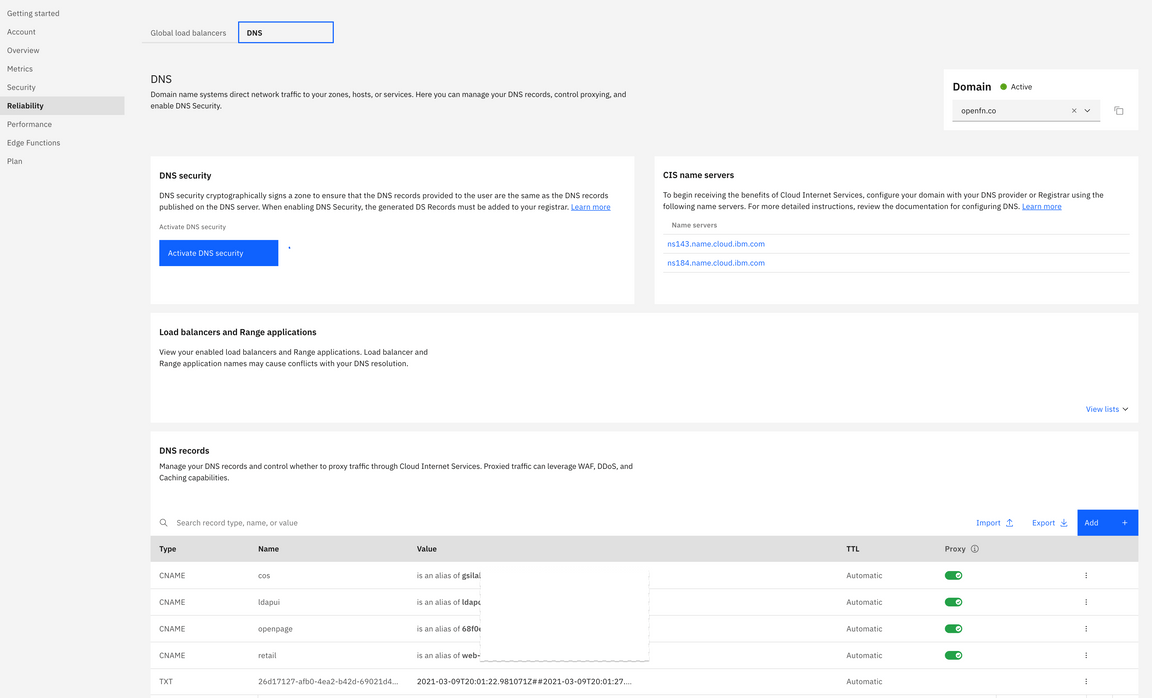 Getting started
Account
Overview
Metrics
Security
Reliability
Performance
Edge Functions
Plan
Global load balancers
DNS
DNS
Domain name systems direct network traffic to your zones, hosts, or services. Here you can manage your DNS records, control proxying, and
enable DNS Security.
Domain Active
openfn.co
DNS security
DNS security cryptographically signs a zone to ensure that the DNS records provided to the user are the same as the DNS records
published on the DNS server. When enabling DNS Security, the generated DS Records must be added to your registrar. Learn more
Activate DNS security
Activate DNS security
CIS name servers
To begin receiving the benefits of Cloud Internet Services, configure your domain with your DNS provider or Registrar using the
following name servers. For more detailed instructions, review the documentation for configuring DNS. Learn more
Name servers
ns143.name.cloud.ibm.com
ns184.name.cloud.ibm.com
Load balancers and Range applications
View your enabled load balancers and Range applications. Load balancer and
Range application names may cause conflicts with your DNS resolution.
View lists
DNS records
Manage your DNS records and control whether to proxy traffic through Cloud Internet Services. Proxied traffic can leverage WAF, DDoS, and
Caching capabilities.
Search record type, name, or value
Import Export Add +
Type Name Value TTL Proxy
CNAME cos is an alias of gsilal Automatic
CNAME ldapui is an alias of Automatic
CNAME openpage is an alias of Automatic
CNAME retail is an alias of web- Automatic
TXT 26d17127-afb0-4ea2-b42d-69021d4... 2021-03-09T20:01:22.981071Z##2021-03-09T20:01:27.... Automatic